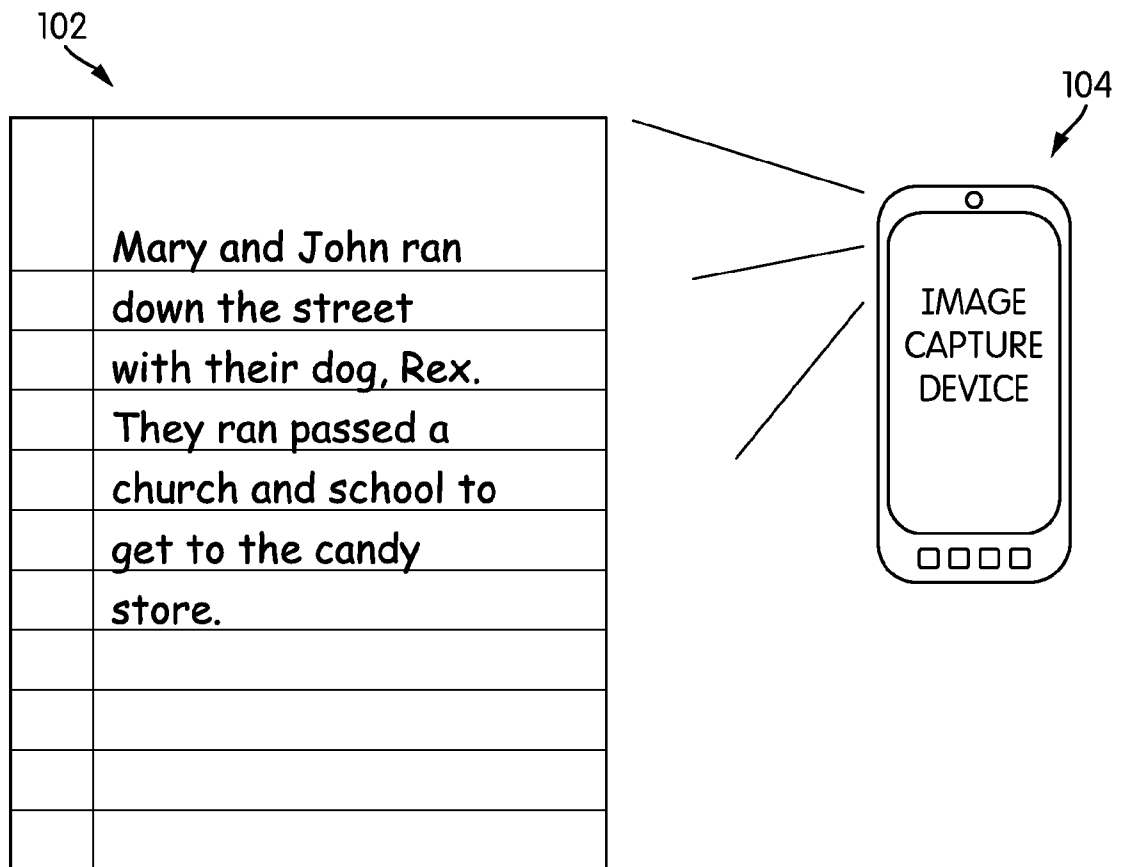 102
104
Mary and John ran
down the street
with their dog, Rex.
They ran passed a
church and school to
get to the candy
store.
IMAGE
CAPTURE
DEVICE